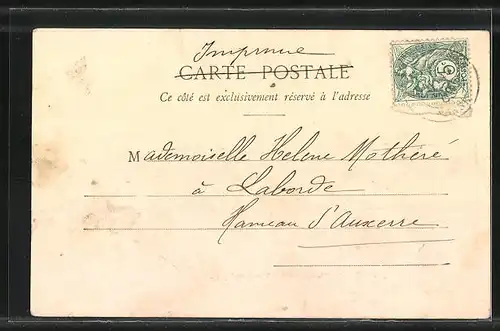 Imprimé
CARTE POSTALE
Ce côté est exclusivement réservé à l'adresse
Mademoiselle Helene Mothéré
à Laborde
Hameau d'Auxerre